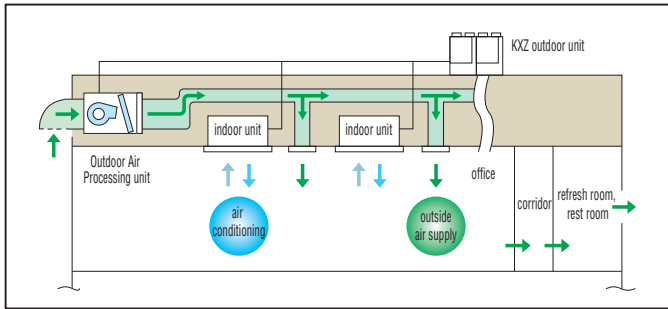 KXZ outdoor unit
indoor unit
indoor unit
Outdoor Air
Processing unit
office
air
conditioning
outside
air supply
corridor
refresh room,
rest room